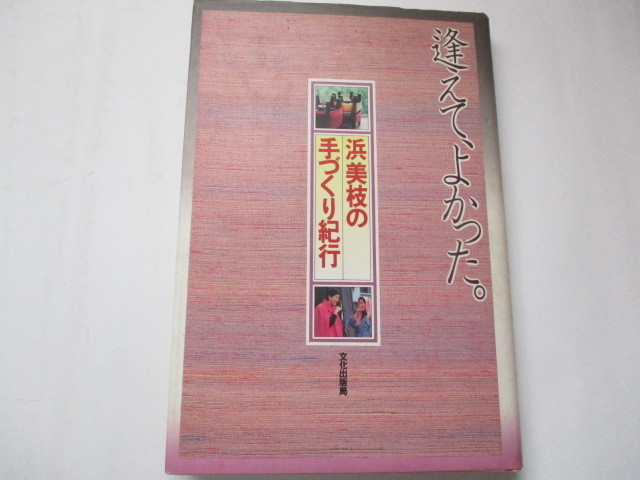 逢えて、よかった。
浜美枝の
手づくり紀行
文化出版局